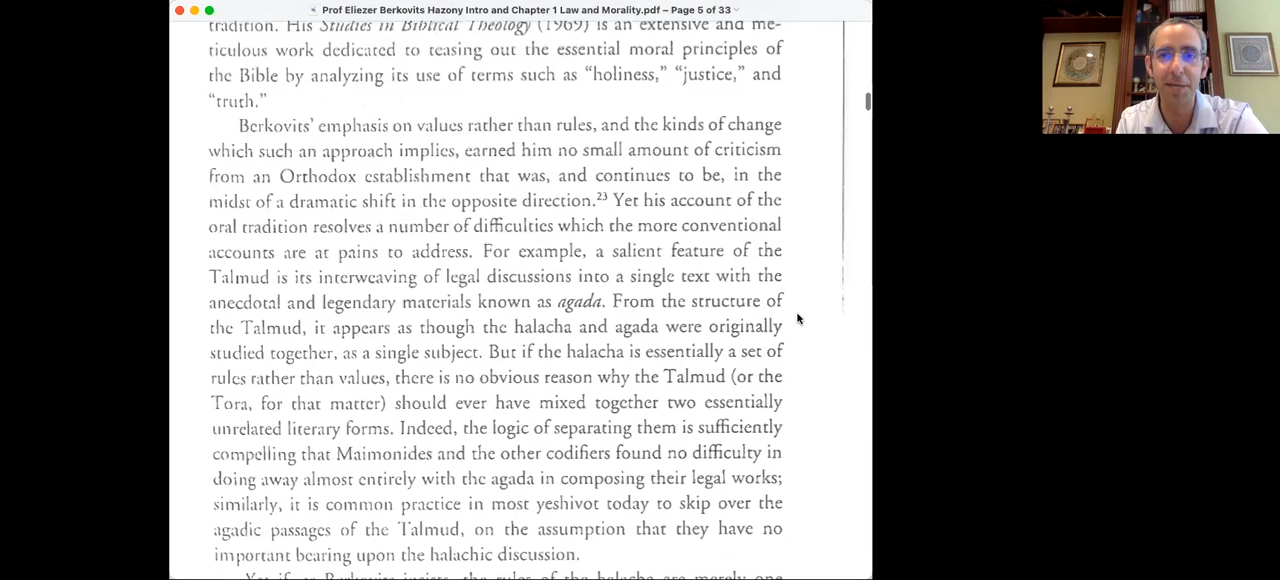 Prof Eliezer Berkovits Hazony Intro and Chapter 1 Law and Morality.pdf – Page 5 of 33
tradition. His Studies in Biblical Theology (1969) is an extensive and me-
ticulous work dedicated to teasing out the essential moral principles of
the Bible by analyzing its use of terms such as “holiness,” “justice,” and
“truth.”
Berkovits’ emphasis on values rather than rules, and the kinds of change
which such an approach implies, earned him no small amount of criticism
from an Orthodox establishment that was, and continues to be, in the
midst of a dramatic shift in the opposite direction.²³ Yet his account of the
oral tradition resolves a number of difficulties which the more conventional
accounts are at pains to address. For example, a salient feature of the
Talmud is its interweaving of legal discussions into a single text with the
anecdotal and legendary materials known as agada. From the structure of
the Talmud, it appears as though the halacha and agada were originally
studied together, as a single subject. But if the halacha is essentially a set of
rules rather than values, there is no obvious reason why the Talmud (or the
Tora, for that matter) should ever have mixed together two essentially
unrelated literary forms. Indeed, the logic of separating them is sufficiently
compelling that Maimonides and the other codifiers found no difficulty in
doing away almost entirely with the agada in composing their legal works;
similarly, it is common practice in most yeshivot today to skip over the
agadic passages of the Talmud, on the assumption that they have no
important bearing upon the halachic discussion.
Yet if, as Berkovits insists, the rules of the halacha are merely one